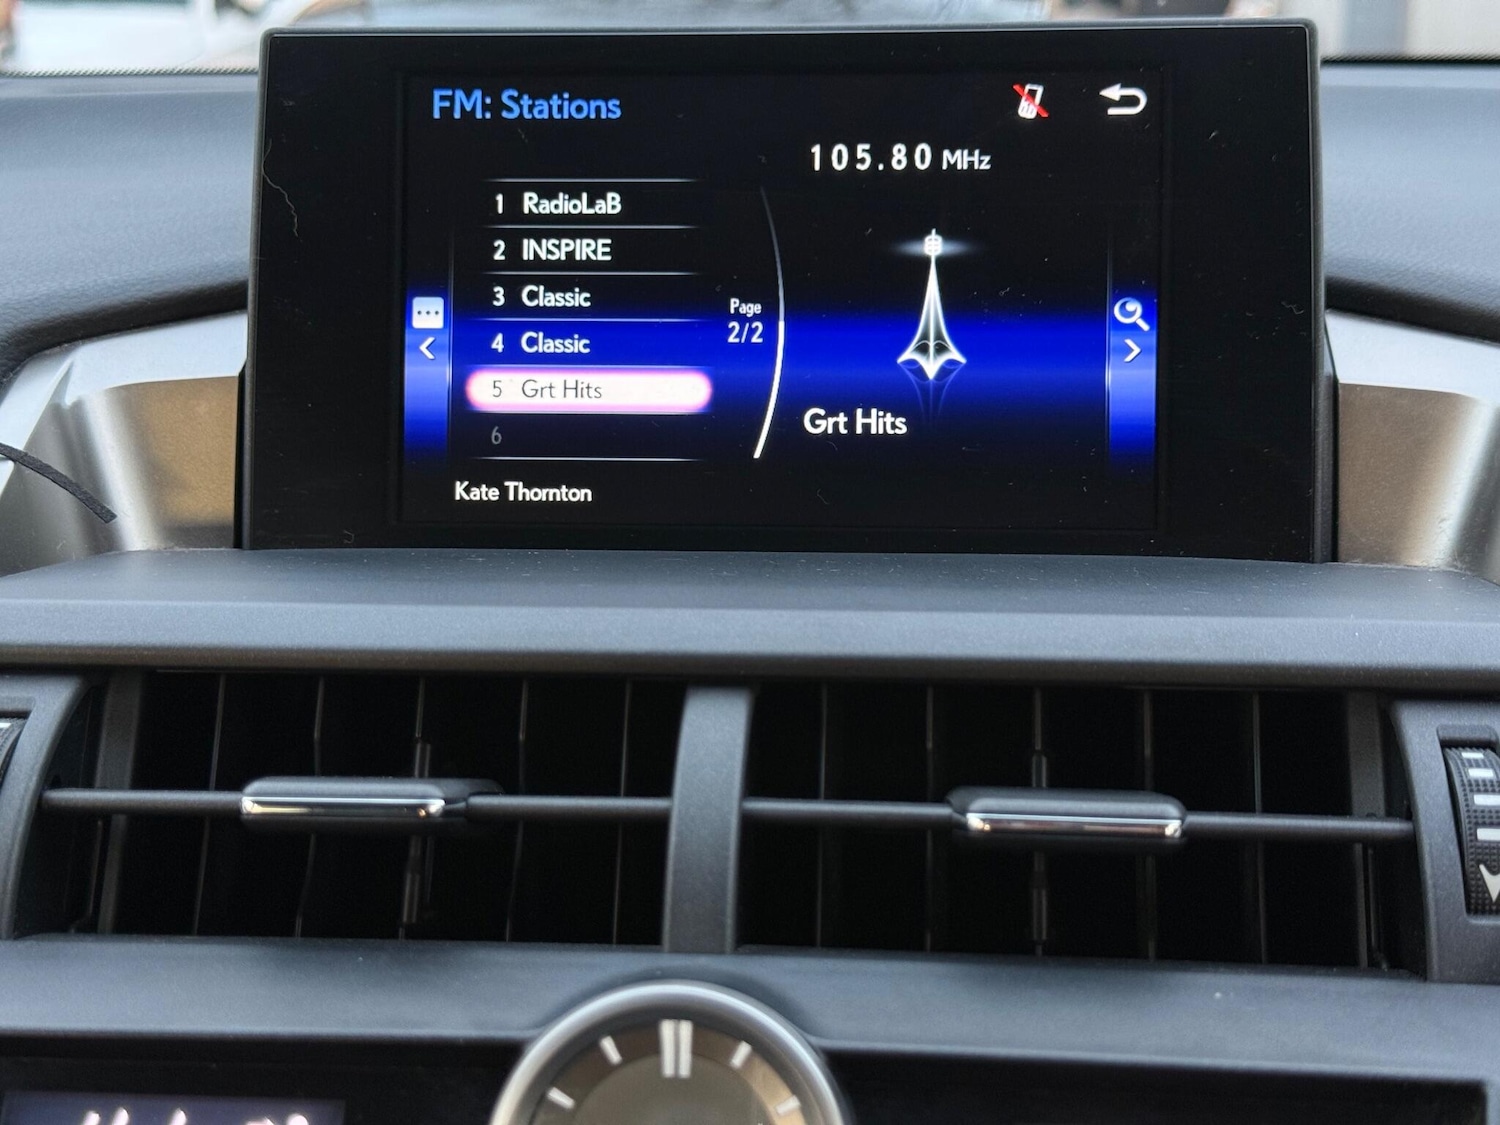 FM: Stations
105.80 MHz
1 RadioLaB
2 INSPIRE
3 Classic
4 Classic
5 Grt Hits
6
Page
2/2
Grt Hits
Kate Thornton